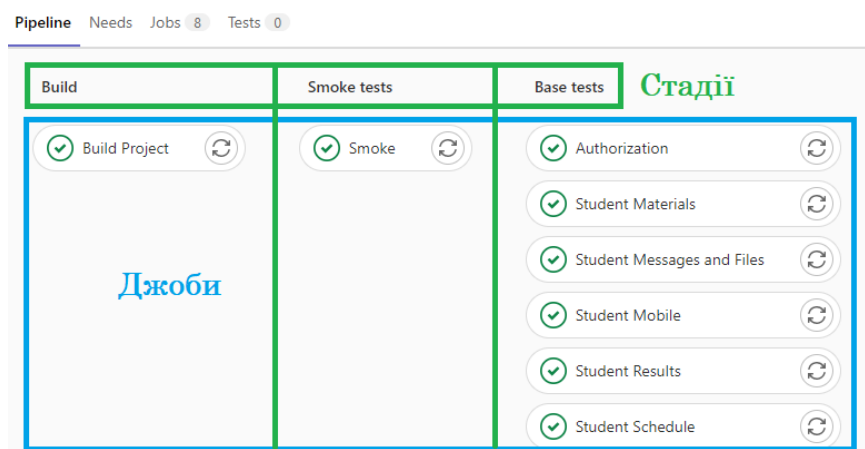 Pipeline Needs Jobs 8 Tests 0
Build Smoke tests Base tests Стадії
Build Project Smoke Authorization
Student Materials
Student Messages and Files
Джоби
Student Mobile
Student Results
Student Schedule